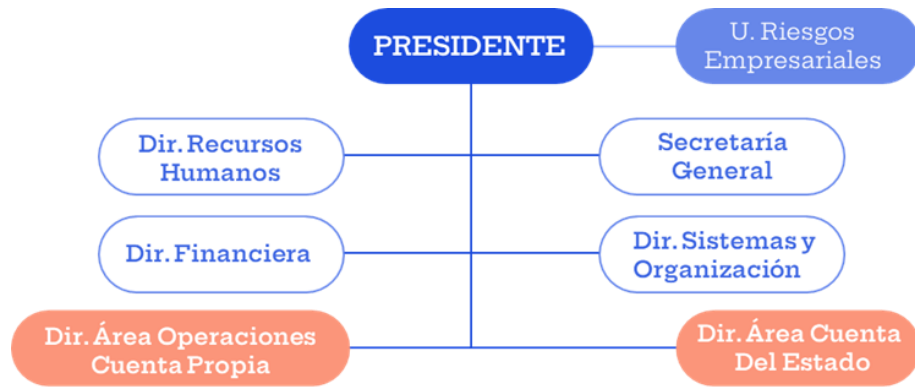 PRESIDENTE
U. Riesgos
Empresariales
Dir. Recursos
Humanos
Secretaría
General
Dir. Financiera
Dir. Sistemas y
Organización
Dir. Área Operaciones
Cuenta Propia
Dir. Área Cuenta
Del Estado